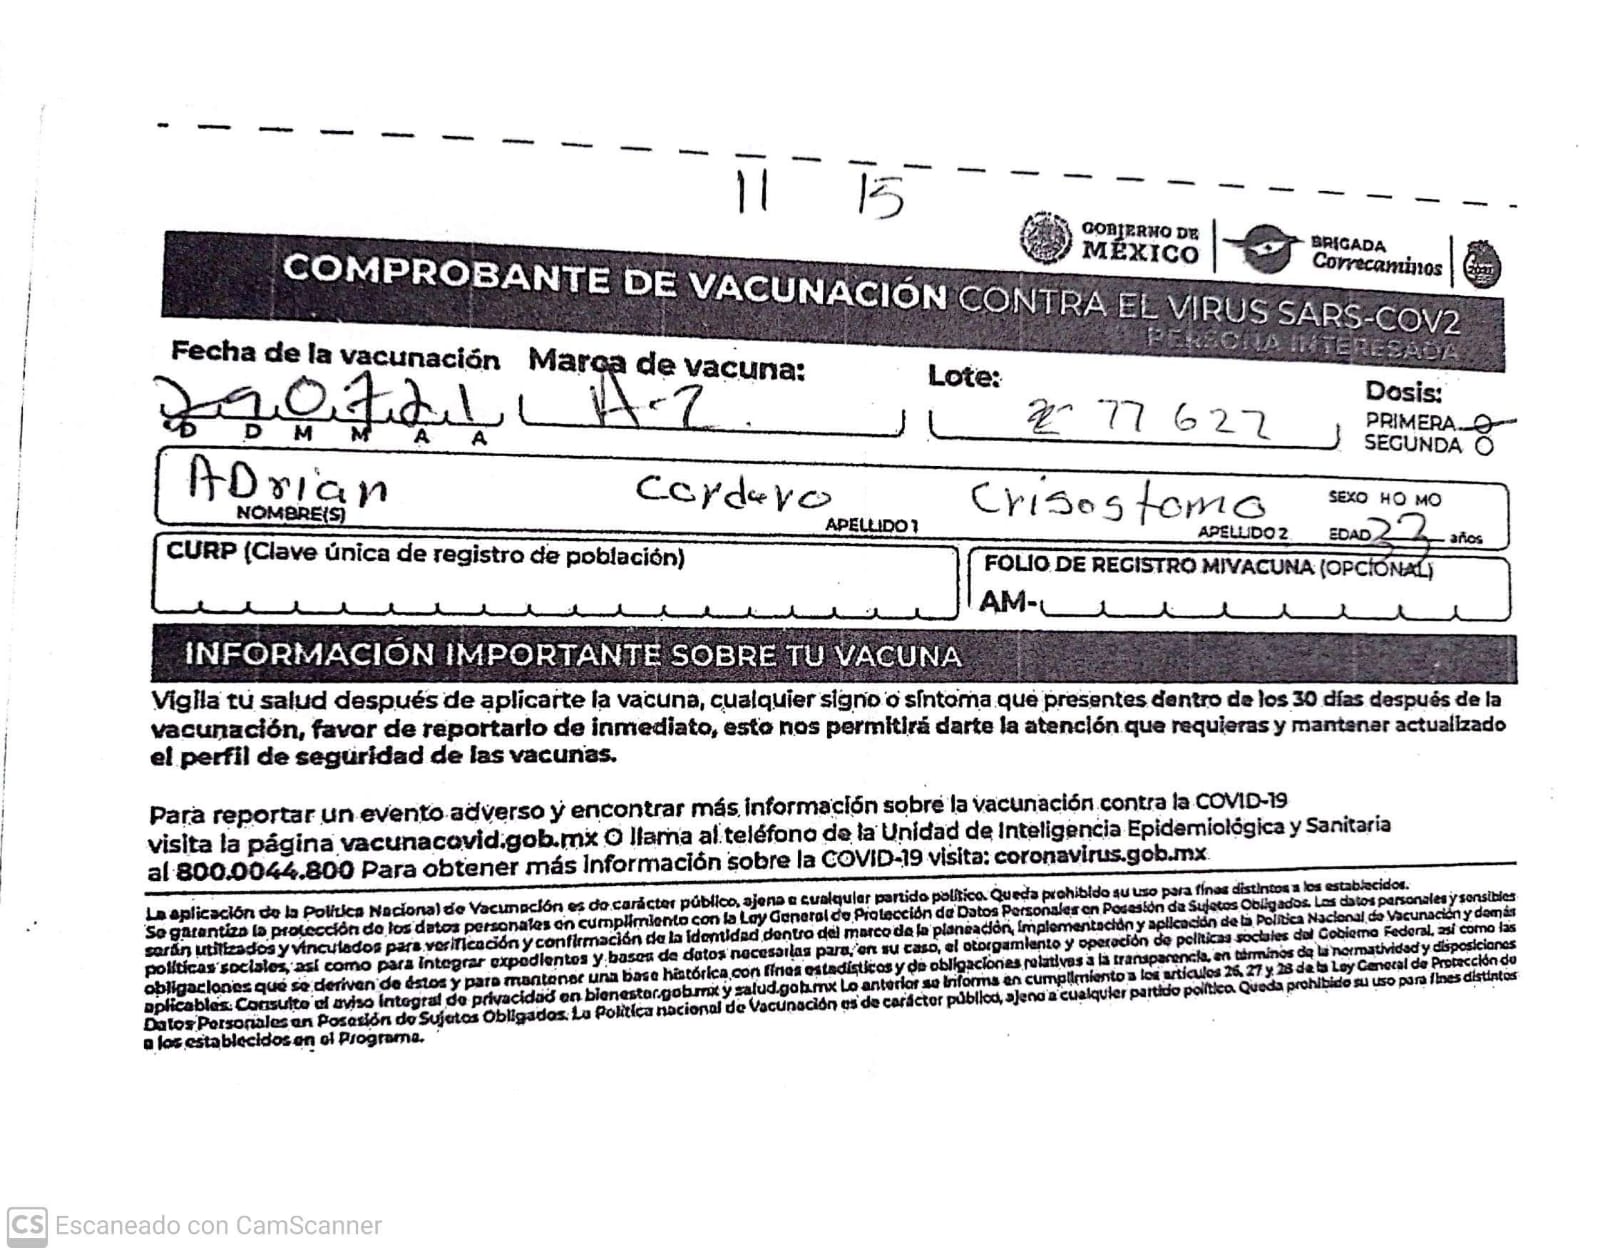 11 15
GOBIERNO DE MÉXICO BRIGADA Correcaminos 2021
COMPROBANTE DE VACUNACIÓN CONTRA EL VIRUS SARS-COV2
PERSONA INTERESADA
Fecha de la vacunación Marca de vacuna: Lote: Dosis:
290721 A-Z 77 627 PRIMERA
D D M M A A SEGUNDA
ADrian Cordero Crisostomo SEXO HO MO
NOMBRE(S) APELLIDO 1 APELLIDO 2 EDAD 33 años
CURP (Clave única de registro de población) FOLIO DE REGISTRO MIVACUNA (OPCIONAL)
AM-
INFORMACIÓN IMPORTANTE SOBRE TU VACUNA
Vigila tu salud después de aplicarte la vacuna, cualquier signo o síntoma que presentes dentro de los 30 días después de la
vacunación, favor de reportarlo de inmediato, esto nos permitirá darte la atención que requieras y mantener actualizado
el perfil de seguridad de las vacunas.
Para reportar un evento adverso y encontrar más información sobre la vacunación contra la COVID-19
visita la página vacunacovid.gob.mx O llama al teléfono de la Unidad de Inteligencia Epidemiológica y Sanitaria
al 800.0044.800 Para obtener más información sobre la COVID-19 visita: coronavirus.gob.mx
La aplicación de la Política Nacional de Vacunación es de carácter público, ajena a cualquier partido político. Queda prohibido su uso para fines distintos a los establecidos.
Se garantiza la protección de los datos personales en cumplimiento con la Ley General de Protección de Datos Personales en Posesión de Sujetos Obligados. Los datos personales y sensibles
serán utilizados y vinculados para verificación y confirmación de la identidad dentro del marco de la planeación, implementación y aplicación de la Política Nacional de Vacunación y demás
políticas sociales, así como para integrar expedientes y bases de datos necesarias para, en su caso, el otorgamiento y operación de políticas sociales del Gobierno Federal, así como las
obligaciones que se deriven de éstos y para mantener una base histórica con fines estadísticos y de obligaciones relativas a la transparencia, en términos de la normatividad y disposiciones
aplicables. Consulte el aviso integral de privacidad en bienestar.gob.mx y salud.gob.mx Lo anterior se informa en cumplimiento a los artículos 26, 27 y 28 de la Ley General de Protección de
Datos Personales en Posesión de Sujetos Obligados. La Política nacional de Vacunación es de carácter público, ajeno a cualquier partido político. Queda prohibido su uso para fines distintos
a los establecidos en el Programa.
CS Escaneado con CamScanner